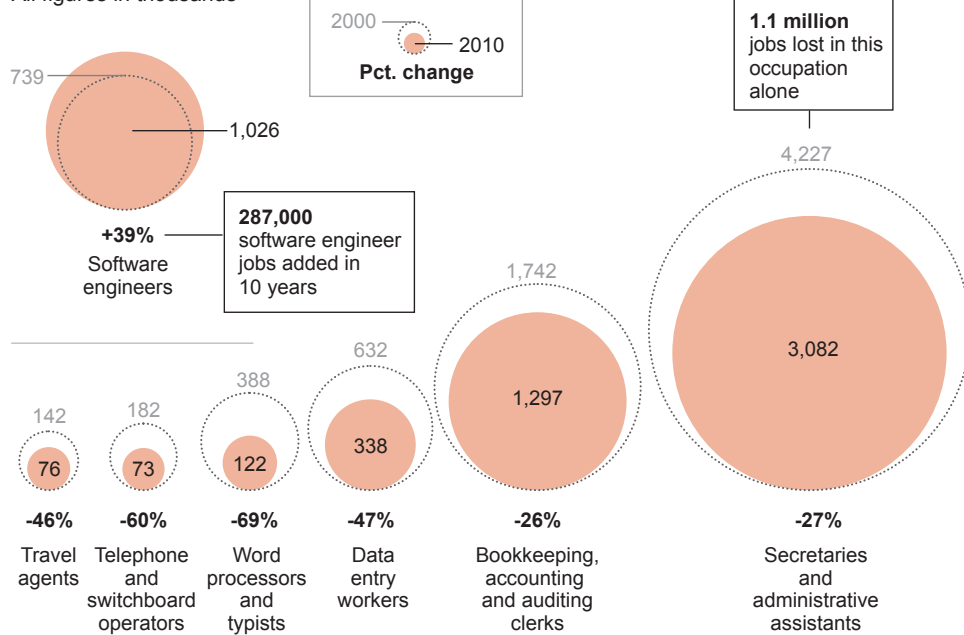 All figures in thousands
2000
2010
Pct. change
1.1 million
jobs lost in this
occupation
alone
739
1,026
+39%
Software
engineers
287,000
software engineer
jobs added in
10 years
4,227
3,082
1,742
1,297
632
338
388
122
182
73
142
76
-46%
Travel
agents
-60%
Telephone
and
switchboard
operators
-69%
Word
processors
and
typists
-47%
Data
entry
workers
-26%
Bookkeeping,
accounting
and auditing
clerks
-27%
Secretaries
and
administrative
assistants